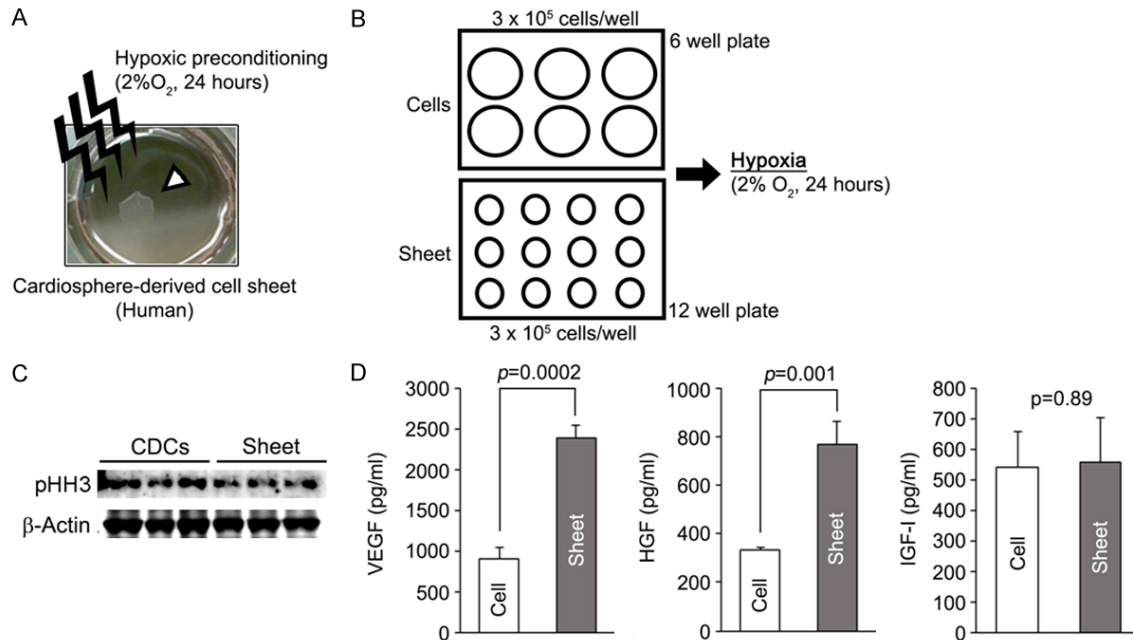 A
Hypoxic preconditioning
(2%O₂, 24 hours)
Cardiosphere-derived cell sheet
(Human)
B
3 x 10⁵ cells/well
6 well plate
Cells
Sheet
12 well plate
3 x 10⁵ cells/well
Hypoxia
(2% O₂, 24 hours)
C
CDCs Sheet
pHH3
β-Actin
D
p=0.0002
3000
2500
2000
1500
1000
500
0
VEGF (pg/ml)
Cell
Sheet
p=0.001
1000
800
600
400
200
0
HGF (pg/ml)
Cell
Sheet
p=0.89
800
700
600
500
400
300
200
100
0
IGF-I (pg/ml)
Cell
Sheet